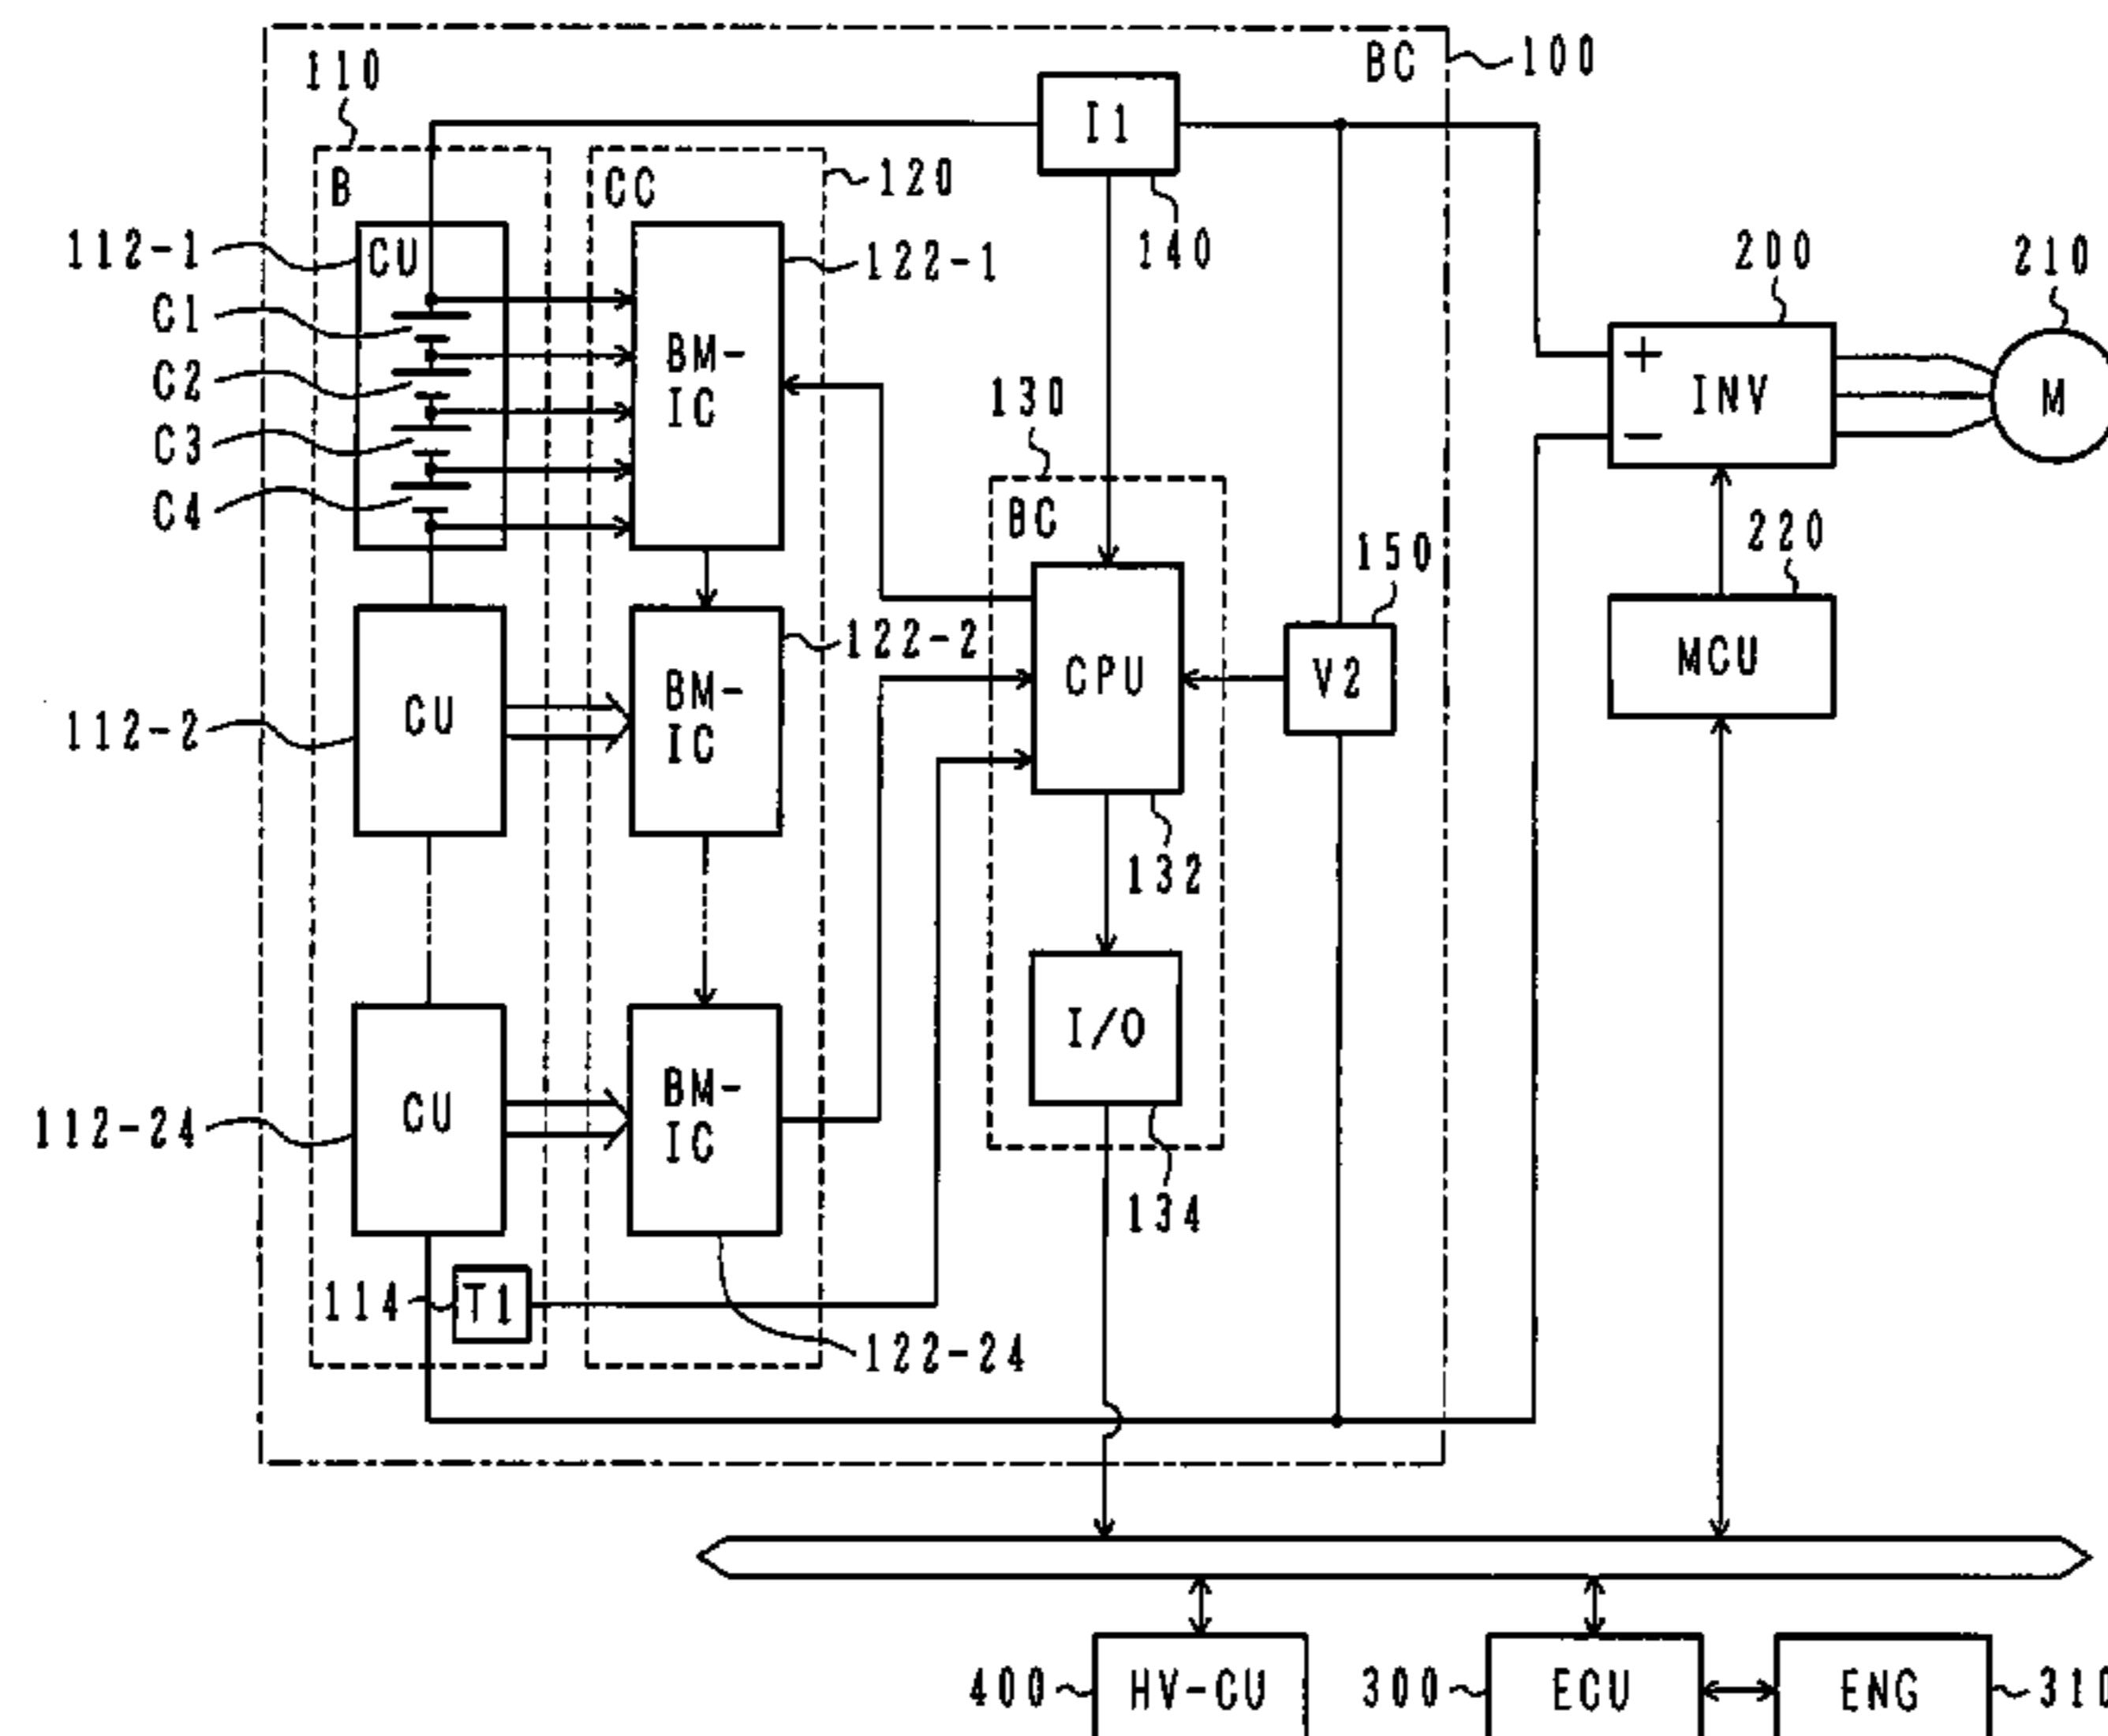 BC
100
110
I1
B
CC
120
140
112-1
CU
122-1
200
210
C1
BM-
IC
+
INV
M
C2
130
−
C3
BC
220
C4
150
122-2
CPU
V2
MCU
112-2
CU
BM-
IC
132
I/O
112-24
CU
BM-
IC
134
114
T1
122-24
400
HV-CU
300
ECU
ENG
310